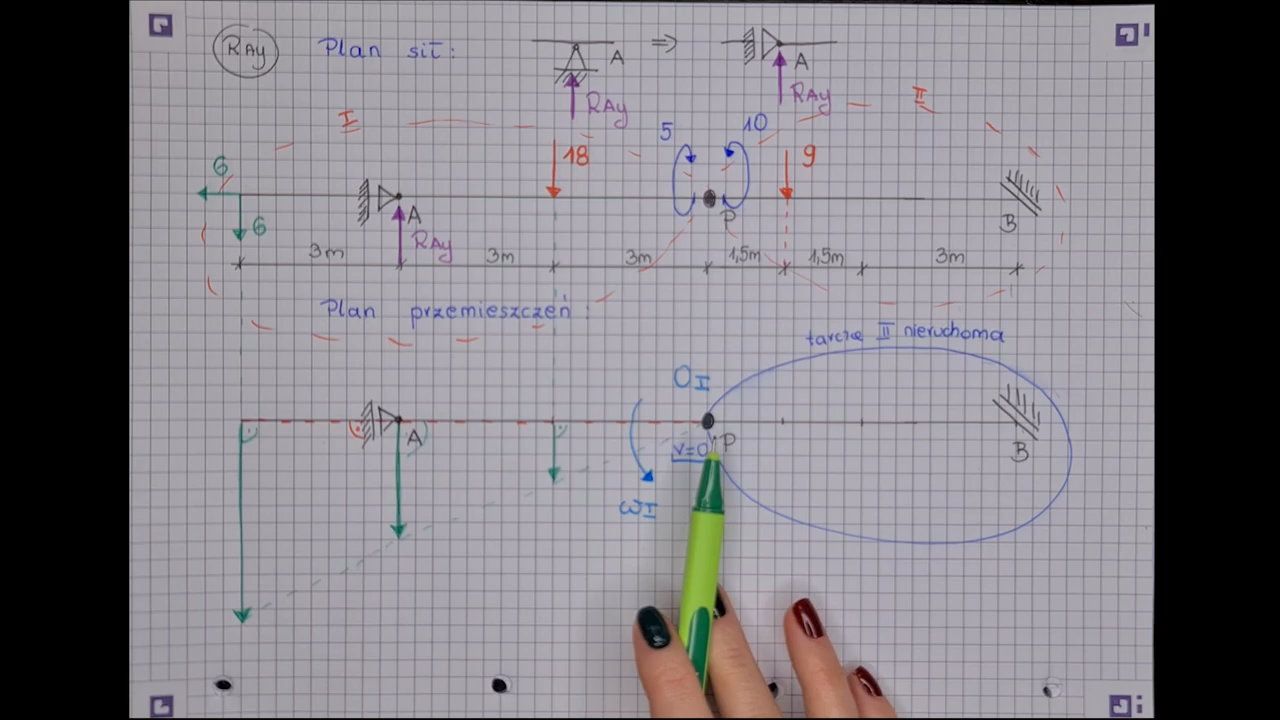 RAy Plan sił:
A ⇒ A
RAy RAy
I II
6 18 5 10 9
6 A RAy P B
3m 3m 3m 1,5m 1,5m 3m
Plan przemieszczeń:
tarcza II nieruchoma
OI
A P B
v=0
ωI